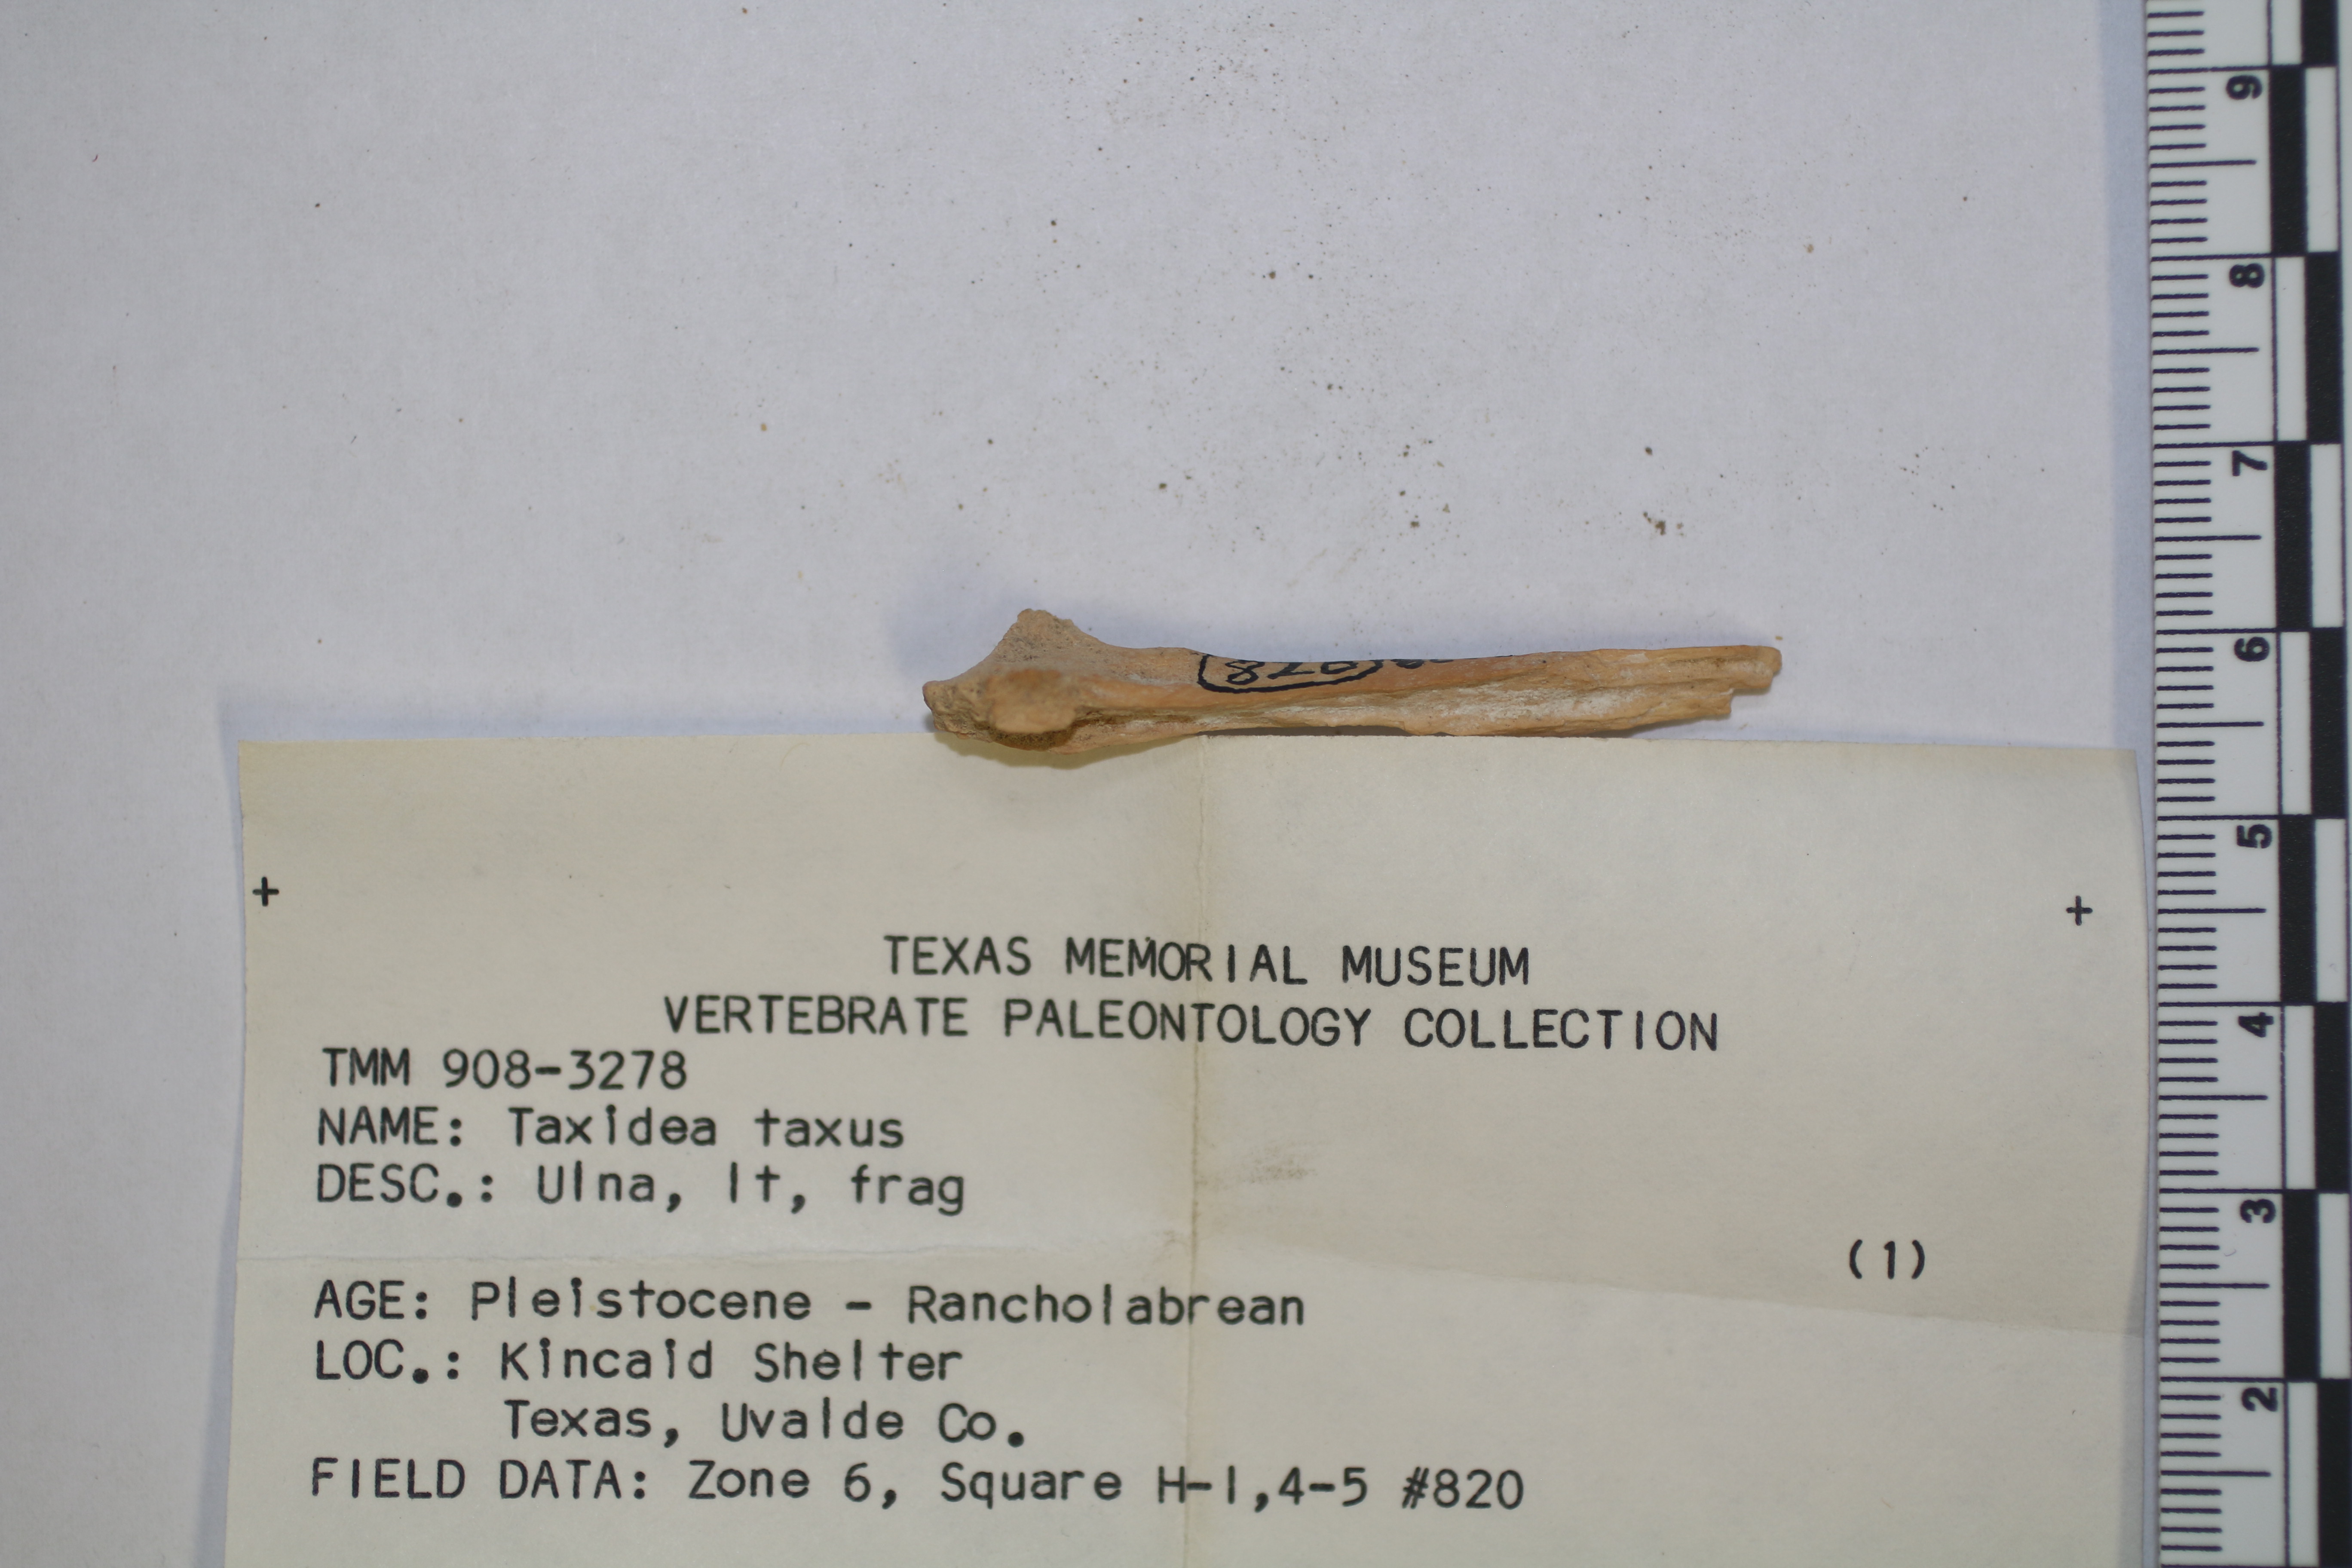 820
TEXAS MEMORIAL MUSEUM
VERTEBRATE PALEONTOLOGY COLLECTION
TMM 908-3278
NAME: Taxidea taxus
DESC.: Ulna, lt, frag
(1)
AGE: Pleistocene - Rancholabrean
LOC.: Kincaid Shelter
Texas, Uvalde Co.
FIELD DATA: Zone 6, Square H-1,4-5 #820
9
8
7
6
5
4
3
2